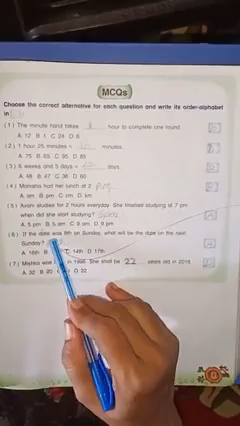 MCQs
Choose the correct alternative for each question and write its order-alphabet
in
(1) The minute hand takes hour to complete one round.
A. 12 B. 1 C. 24 D. 6
(2) 1 hour 25 minutes = minutes.
A. 75 B. 65 C. 95 D. 85
(3) 6 weeks and 5 days = days.
A. 48 B. 47 C. 36 D. 60
(4) Manisha had her lunch at 2 pm
A. am B. pm C. cm D. km
(5) Avani studies for 2 hours everyday. She finished studying at 7 pm
when did she start studying?
A. 5 pm B. 5 am C. 9 am D. 9 pm
(6) If the date was 9th on Sunday, what will be the date on the next
Sunday?
A. 16th B. C. 14th D. 17th
(7) Mishka was in 1996. She shall be 22 years old in 2018.
A. 32 B. 20 D. 22